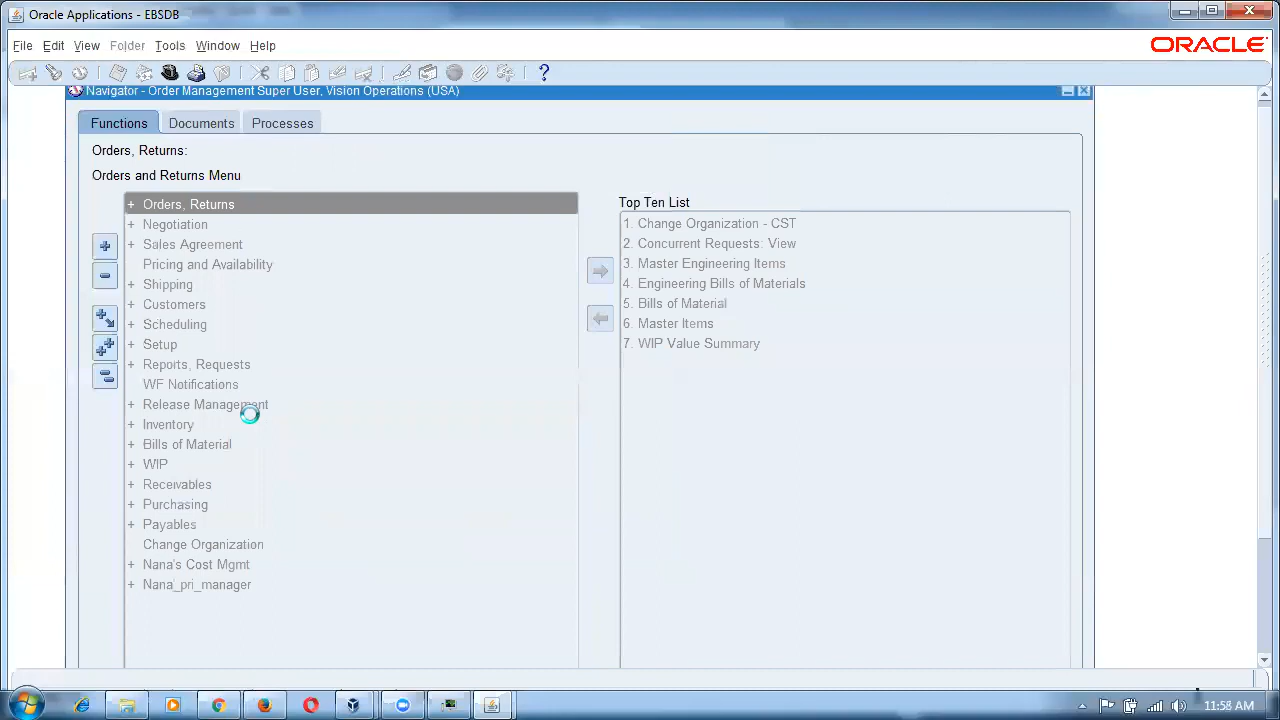 Oracle Applications - EBSDB
File Edit View Folder Tools Window Help
ORACLE
Navigator - Order Management Super User, Vision Operations (USA)
Functions Documents Processes
Orders, Returns:
Orders and Returns Menu
+ Orders, Returns
+ Negotiation
+ Sales Agreement
Pricing and Availability
+ Shipping
+ Customers
+ Scheduling
+ Setup
+ Reports, Requests
WF Notifications
+ Release Management
+ Inventory
+ Bills of Material
+ WIP
+ Receivables
+ Purchasing
+ Payables
Change Organization
+ Nana's Cost Mgmt
+ Nana'_pri_manager
Top Ten List
1. Change Organization - CST
2. Concurrent Requests: View
3. Master Engineering Items
4. Engineering Bills of Materials
5. Bills of Material
6. Master Items
7. WIP Value Summary
11:58 AM